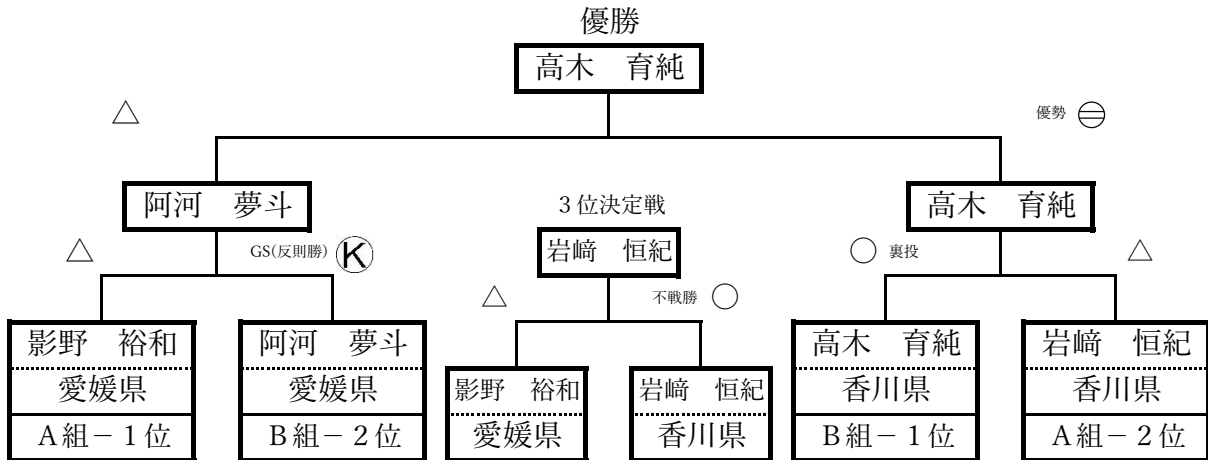 優勝
高木 育純
△
優勢
阿河 夢斗
3位決定戦
高木 育純
△
GS(反則勝) Ⓚ
岩﨑 恒紀
○ 裏投
△
△
不戦勝 ○
影野 裕和
愛媛県
A組-1位
阿河 夢斗
愛媛県
B組-2位
影野 裕和
愛媛県
岩﨑 恒紀
香川県
高木 育純
香川県
B組-1位
岩﨑 恒紀
香川県
A組-2位